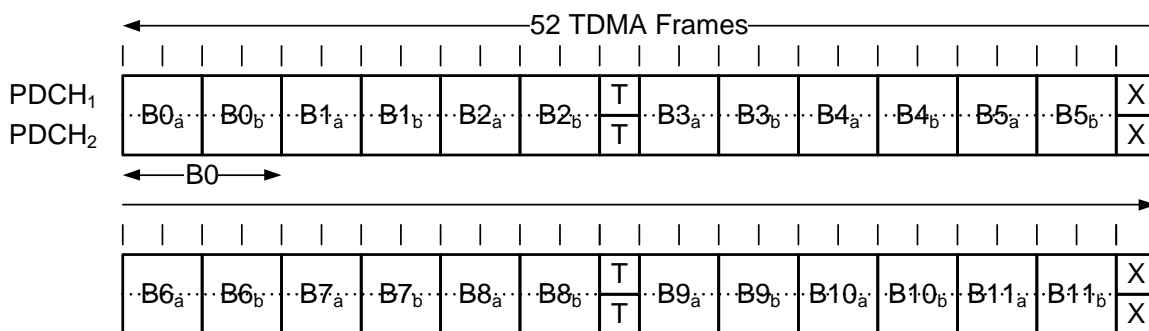 52 TDMA Frames
PDCH₁ T X
B0ₐ B0b B1ₐ B1b B2ₐ B2b B3ₐ B3b B4ₐ B4b B5ₐ B5b
PDCH₂ T X
B0
T X
B6ₐ B6b B7ₐ B7b B8ₐ B8b B9ₐ B9b B10ₐ B10b B11ₐ B11b
T X